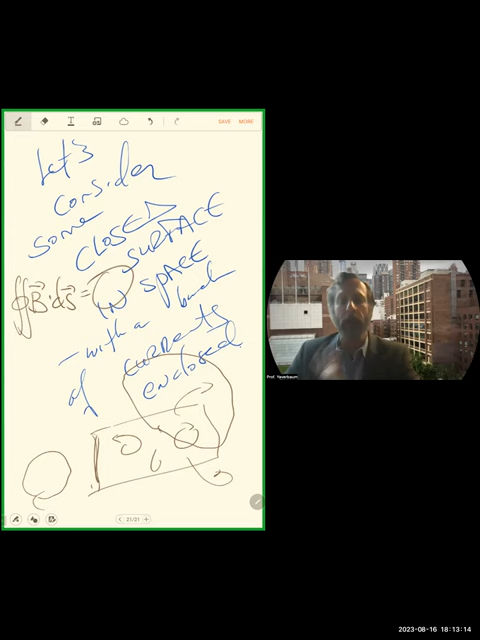 SAVE MORE
Let's
consider
some
CLOSED
SURFACE
∯B⃗·dS⃗ =
IN SPACE
- with a bunch
of currents
enclosed
21/21
Prof. Yaverbaum
2023-08-16 18:13:14